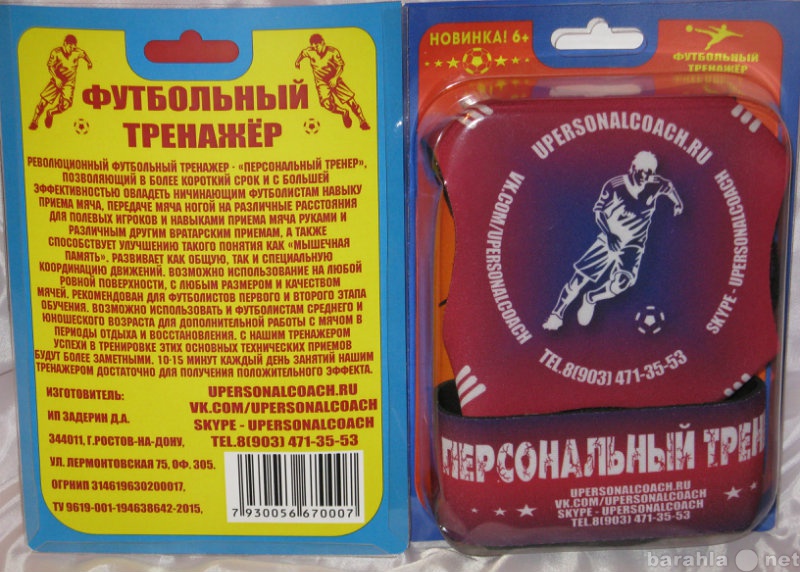 ФУТБОЛЬНЫЙ
ТРЕНАЖЁР
РЕВОЛЮЦИОННЫЙ ФУТБОЛЬНЫЙ ТРЕНАЖЕР - «ПЕРСОНАЛЬНЫЙ ТРЕНЕР»,
ПОЗВОЛЯЮЩИЙ В БОЛЕЕ КОРОТКИЙ СРОК И С БОЛЬШЕЙ
ЭФФЕКТИВНОСТЬЮ ОВЛАДЕТЬ НИЧИНАЮЩИМ ФУТБОЛИСТАМ НАВЫКУ
ПРИЕМА МЯЧА, ПЕРЕДАЧЕ МЯЧА НОГОЙ НА РАЗЛИЧНЫЕ РАССТОЯНИЯ
ДЛЯ ПОЛЕВЫХ ИГРОКОВ И НАВЫКАМИ ПРИЕМА МЯЧА РУКАМИ И
РАЗЛИЧНЫМ ДРУГИМ ВРАТАРСКИМ ПРИЕМАМ, А ТАКЖЕ
СПОСОБСТВУЕТ УЛУЧШЕНИЮ ТАКОГО ПОНЯТИЯ КАК «МЫШЕЧНАЯ
ПАМЯТЬ». РАЗВИВАЕТ КАК ОБЩУЮ, ТАК И СПЕЦИАЛЬНУЮ
КООРДИНАЦИЮ ДВИЖЕНИЙ. ВОЗМОЖНО ИСПОЛЬЗОВАНИЕ НА ЛЮБОЙ
РОВНОЙ ПОВЕРХНОСТИ, С ЛЮБЫМ РАЗМЕРОМ И КАЧЕСТВОМ
МЯЧЕЙ. РЕКОМЕНДОВАН ДЛЯ ФУТБОЛИСТОВ ПЕРВОГО И ВТОРОГО ЭТАПА
ОБУЧЕНИЯ. ВОЗМОЖНО ИСПОЛЬЗОВАТЬ И ФУТБОЛИСТАМ СРЕДНЕГО И
ЮНОШЕСКОГО ВОЗРАСТА ДЛЯ ДОПОЛНИТЕЛЬНОЙ РАБОТЫ С МЯЧОМ В
ПЕРИОДЫ ОТДЫХА И ВОССТАНОВЛЕНИЯ. С НАШИМ ТРЕНАЖЕРОМ
УСПЕХИ В ТРЕНИРОВКЕ ЭТИХ ОСНОВНЫХ ТЕХНИЧЕСКИХ ПРИЕМОВ
БУДУТ БОЛЕЕ ЗАМЕТНЫМИ. 10-15 МИНУТ КАЖДЫЙ ДЕНЬ ЗАНЯТИЙ НАШИМ
ТРЕНАЖЕРОМ ДОСТАТОЧНО ДЛЯ ПОЛУЧЕНИЯ ПОЛОЖИТЕЛЬНОГО ЭФФЕКТА.
ИЗГОТОВИТЕЛЬ:
ИП ЗАДЕРИН Д.А.
344011, Г.РОСТОВ-НА-ДОНУ,
УЛ. ЛЕРМОНТОВСКАЯ 75, ОФ. 305.
ОГРНИП 314619630200017,
ТУ 9619-001-194638642-2015,
UPERSONALCOACH.RU
VK.COM/UPERSONALCOACH
SKYPE - UPERSONALCOACH
ТЕL.8(903) 471-35-53
7 930056 670007
НОВИНКА! 6+
ФУТБОЛЬНЫЙ
ТРЕНАЖЁР
UPERSONALCOACH.RU
VK.COM/UPERSONALCOACH
SKYPE - UPERSONALCOACH
TEL.8(903) 471-35-53
ПЕРСОНАЛЬНЫЙ ТРЕН
UPERSONALCOACH.RU
VK.COM/UPERSONALCOACH
SKYPE - UPERSONALCOACH
TEL.8(903) 471-35-53
barahla.net